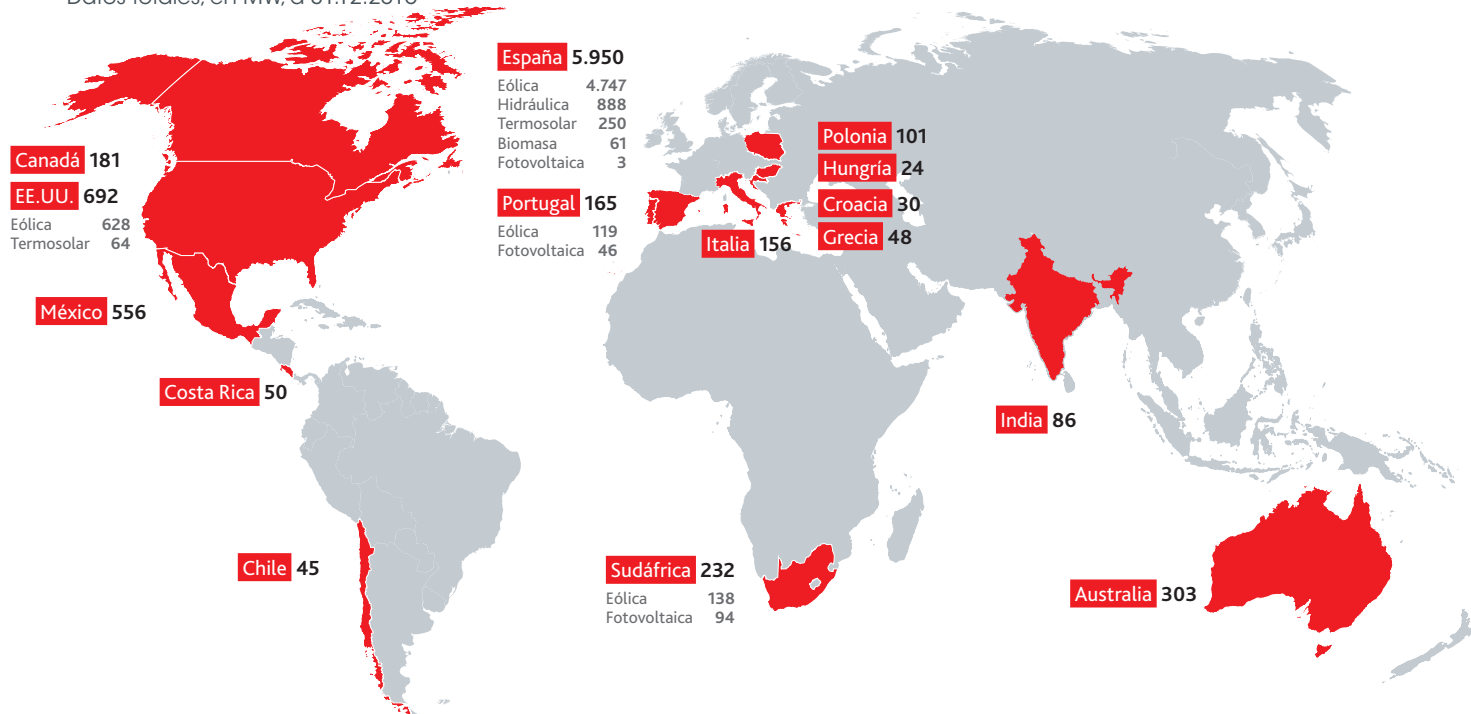 Canadá 181
EE.UU. 692
Eólica 628
Termosolar 64
México 556
Costa Rica 50
Chile 45
España 5.950
Eólica 4.747
Hidráulica 888
Termosolar 250
Biomasa 61
Fotovoltaica 3
Portugal 165
Eólica 119
Fotovoltaica 46
Italia 156
Polonia 101
Hungría 24
Croacia 30
Grecia 48
Sudáfrica 232
Eólica 138
Fotovoltaica 94
India 86
Australia 303